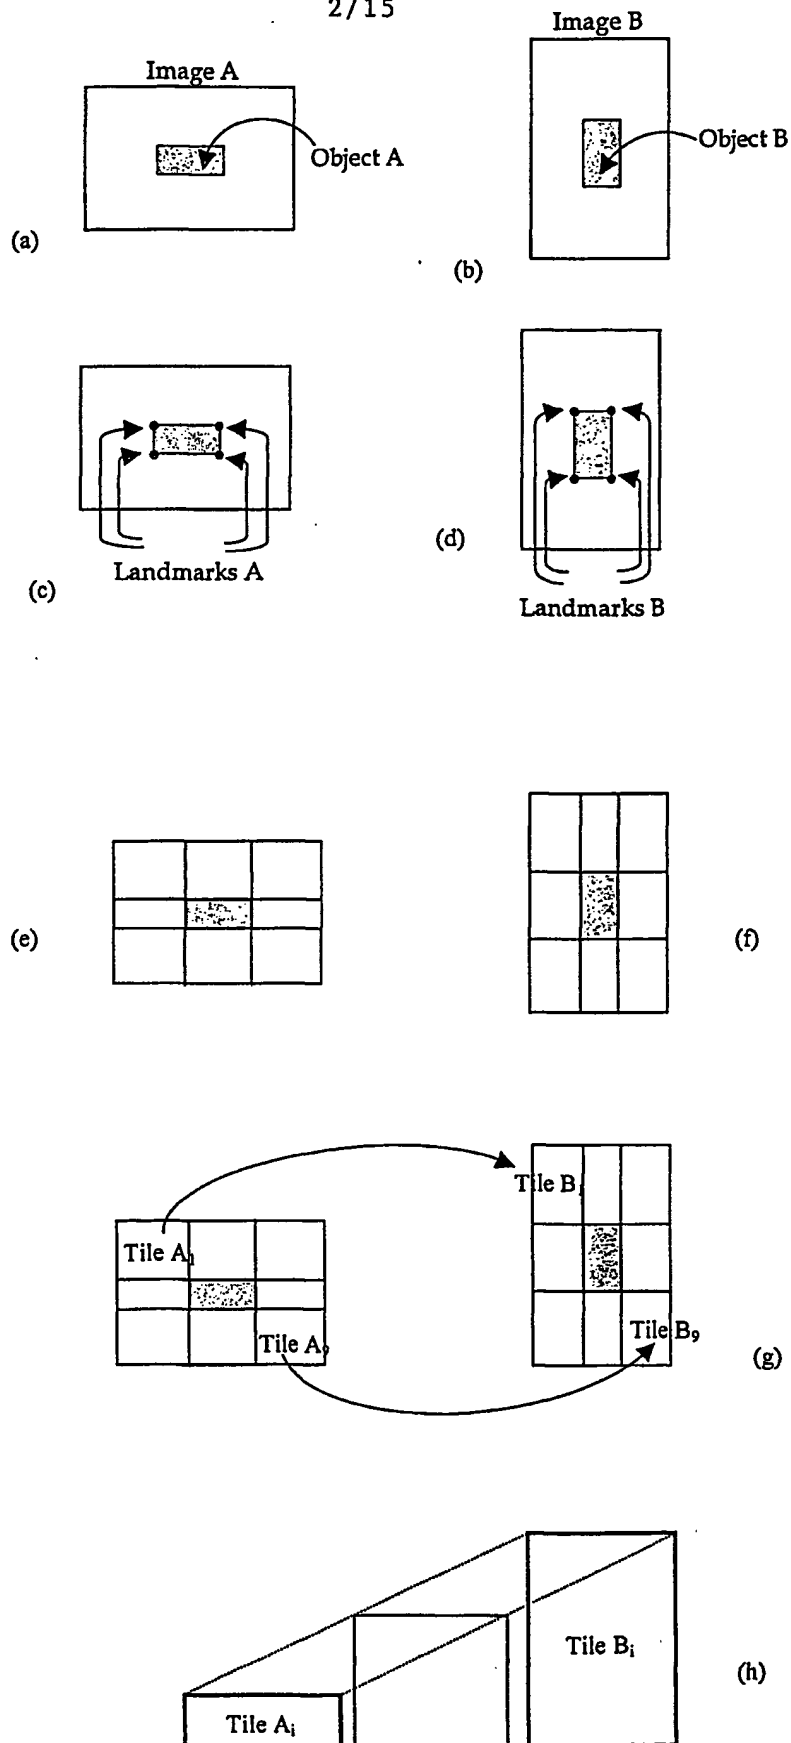 2/15
Image A
Image B
Object A
Object B
(a)
(b)
Landmarks A
Landmarks B
(c)
(d)
(e)
(f)
Tile A₁
Tile B₁
Tile A₉
Tile B₉
(g)
Tile Bᵢ
(h)
Tile Aᵢ